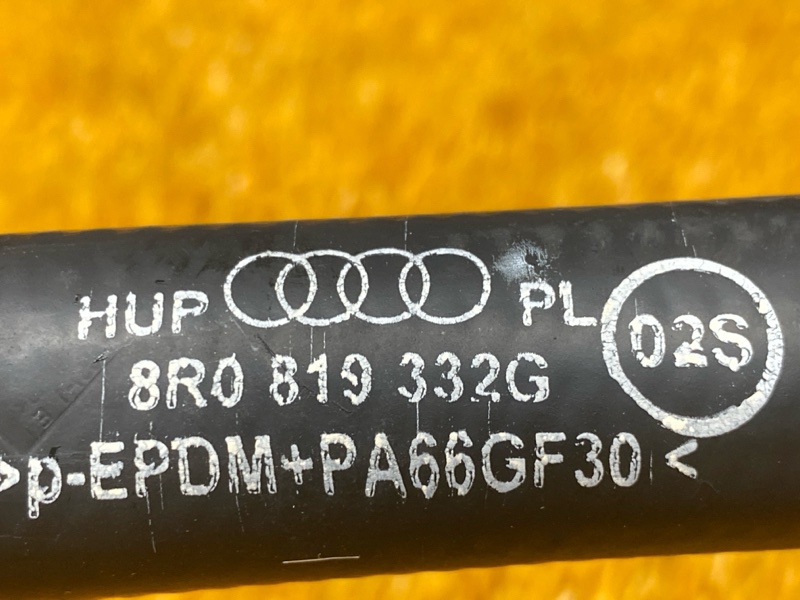 HUP PL 02S
8R0 819 332G
>p-EPDM+PA66GF30 <